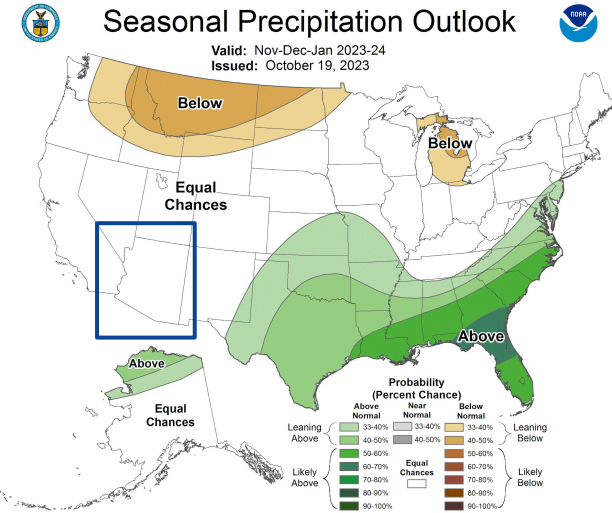 Seasonal Precipitation Outlook
Valid: Nov-Dec-Jan 2023-24
Issued: October 19, 2023
NOAA
Below
Below
Equal
Chances
Above
Above
Equal
Chances
Probability
(Percent Chance)
Above
Normal
Near
Normal
Below
Normal
Leaning
Above
33-40%
33-40%
33-40%
40-50%
40-50%
40-50%
Leaning
Below
Likely
Above
50-60%
60-70%
70-80%
80-90%
90-100%
Equal
Chances
50-60%
60-70%
70-80%
80-90%
90-100%
Likely
Below